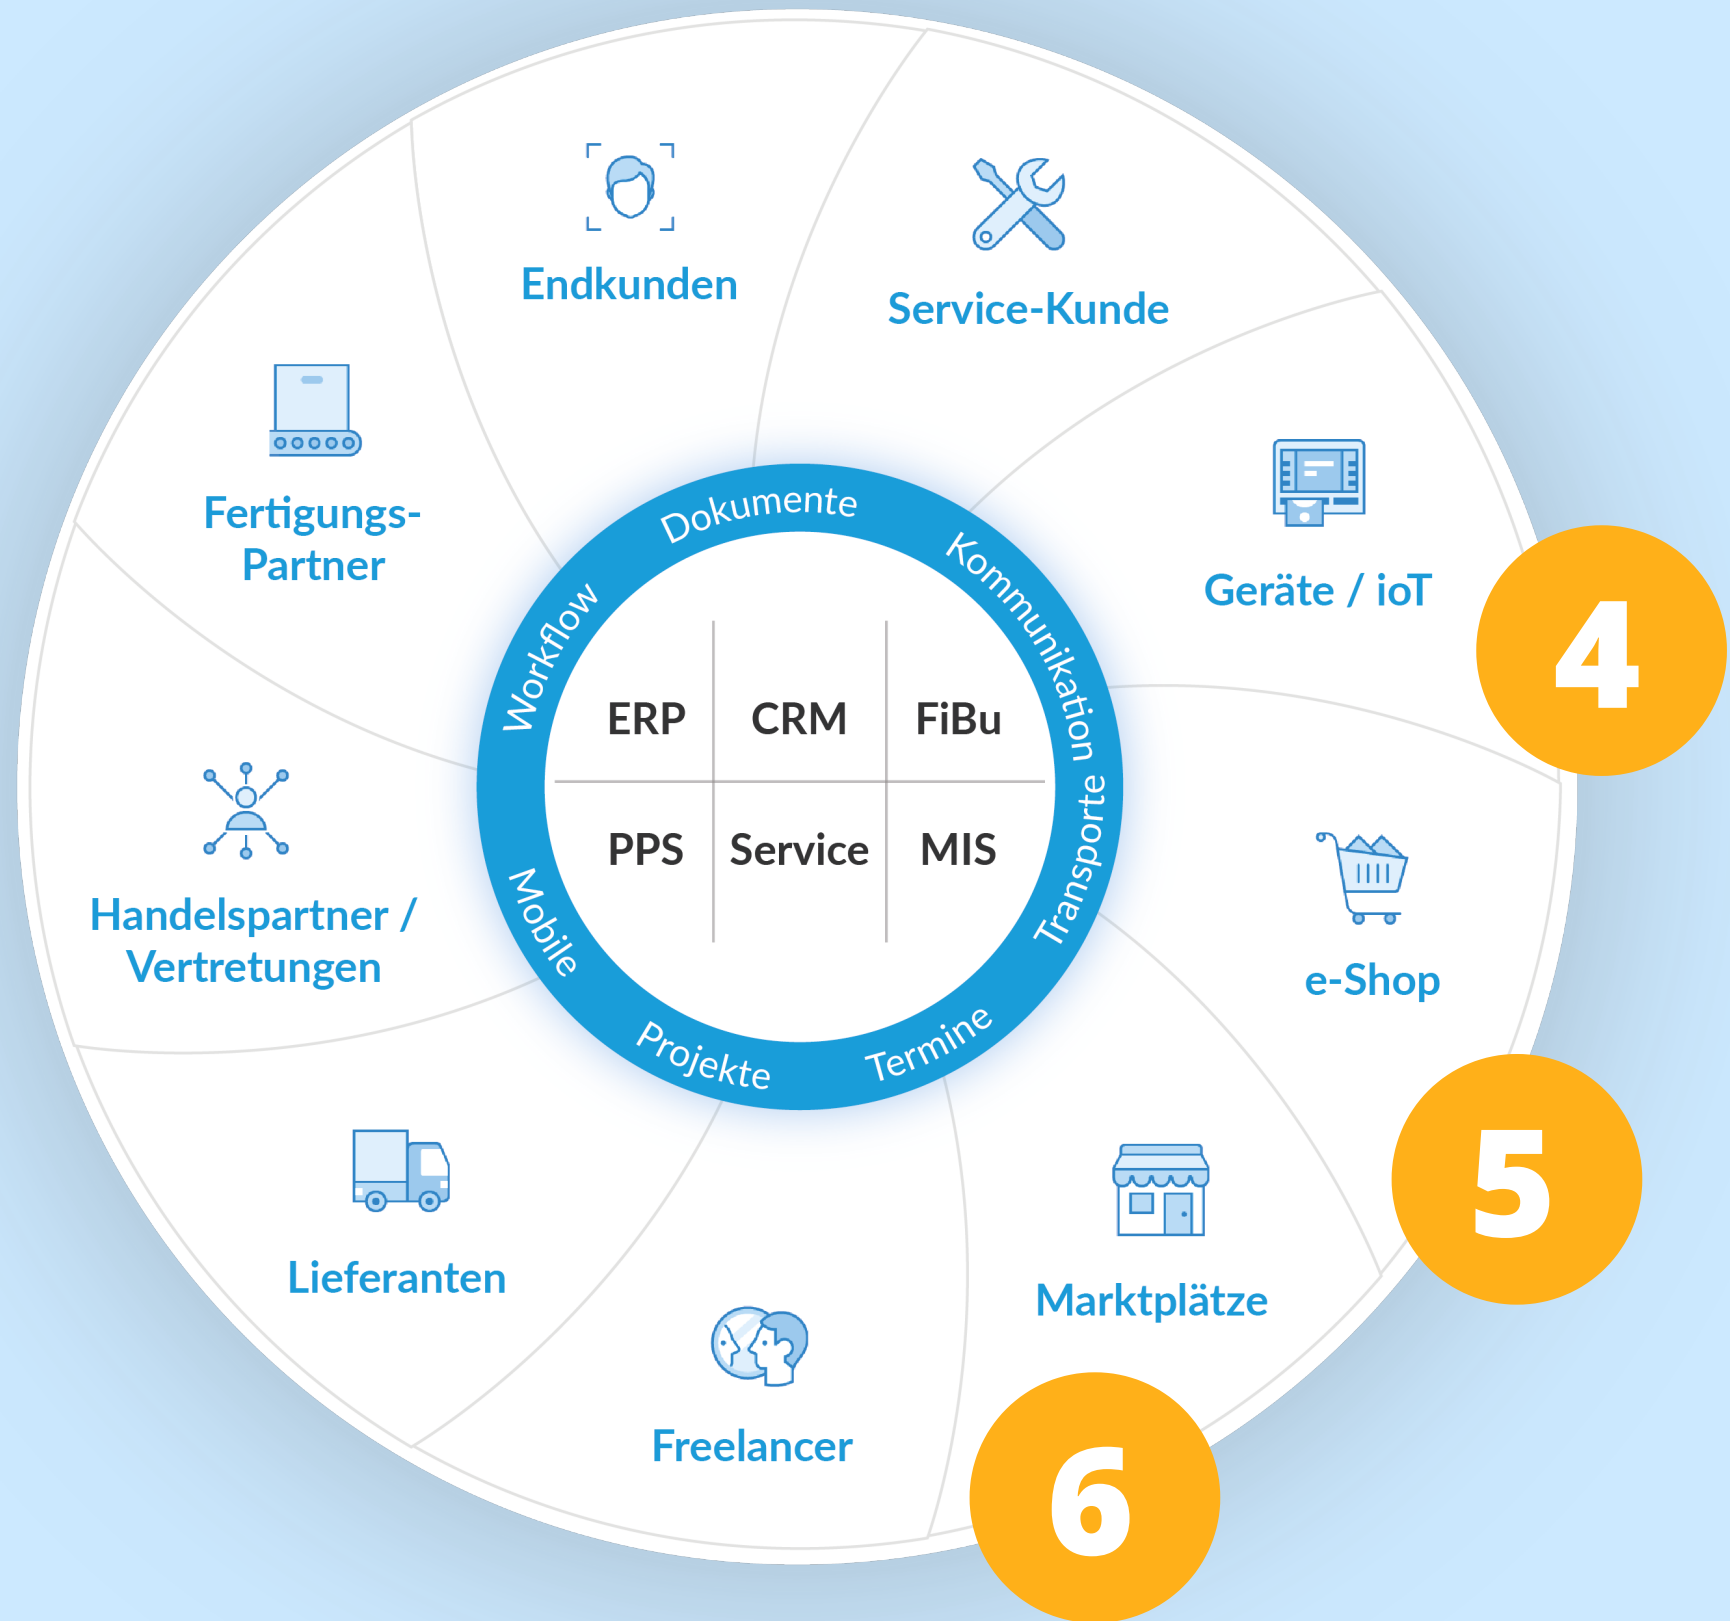 Endkunden
Service-Kunde
Geräte / ioT
4
e-Shop
5
Marktplätze
6
Freelancer
Lieferanten
Handelspartner /
Vertretungen
Fertigungs-
Partner
Dokumente
Kommunikation
Transporte
Termine
Projekte
Mobile
Workflow
ERP CRM FiBu
PPS Service MIS